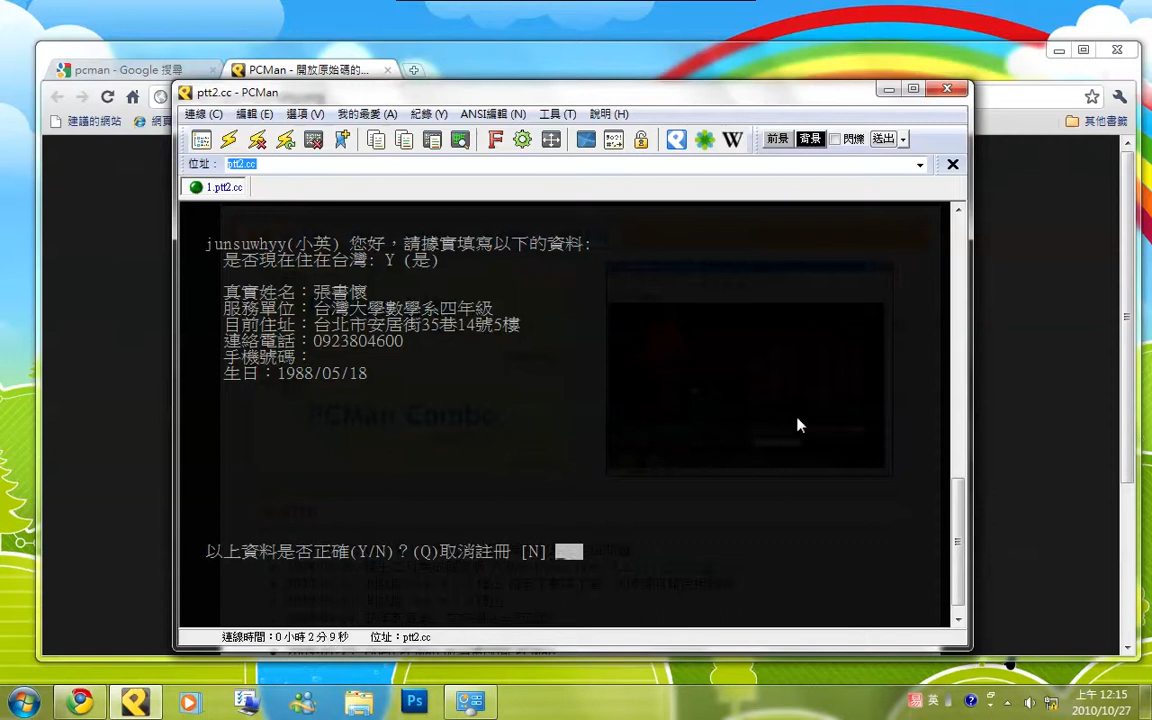 pcman - Google 搜尋
PCMan - 開放原始碼的...
ptt2.cc - PCMan
建議的網站
其他書籤
連線 (C) 編輯 (E) 選項 (V) 我的最愛 (A) 紀錄 (Y) ANSI編輯 (N) 工具 (T) 說明 (H)
前景 背景 閃爍 送出
位址： ptt2.cc
1.ptt2.cc
junsuwhyy(小英) 您好，請據實填寫以下的資料:
是否現在住在台灣: Y (是)
真實姓名：張書懷
服務單位：台灣大學數學系四年級
目前住址：台北市安居街35巷14號5樓
連絡電話：0923804600
手機號碼：
生日：1988/05/18
PCMan Combo
以上資料是否正確(Y/N)？(Q)取消註冊 [N]
連線時間：0 小時 2 分 9 秒 位址：ptt2.cc
英
上午 12:15
2010/10/27